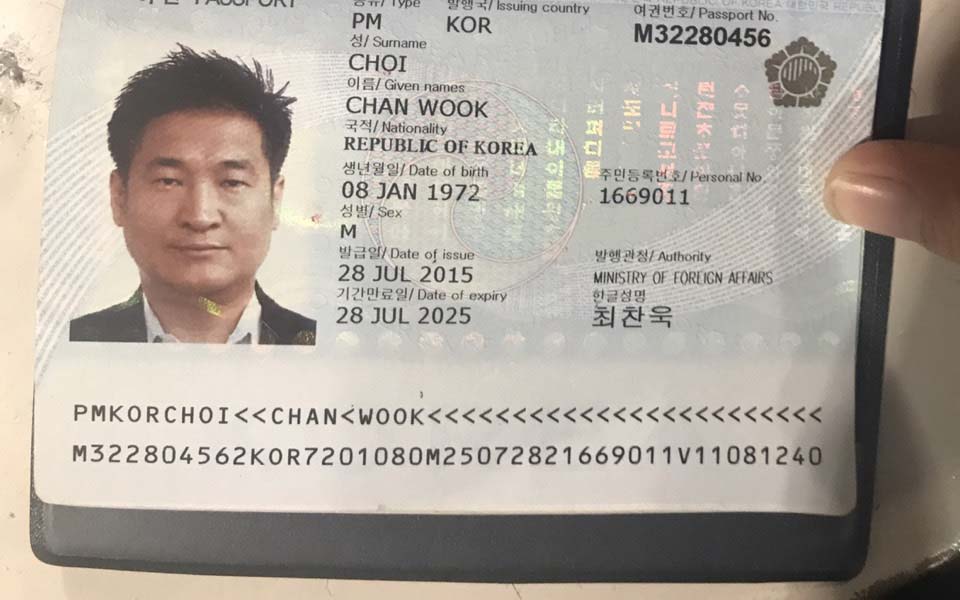 PASSPORT
종류/ Type
PM
발행국/ Issuing country
KOR
여권번호/ Passport No.
M32280456
성/ Surname
CHOI
이름/ Given names
CHAN WOOK
국적/ Nationality
REPUBLIC OF KOREA
생년월일/ Date of birth
08 JAN 1972
주민등록번호/ Personal No.
1669011
성별/ Sex
M
발급일/ Date of issue
28 JUL 2015
발행관청/ Authority
MINISTRY OF FOREIGN AFFAIRS
기간만료일/ Date of expiry
28 JUL 2025
한글성명
최찬욱
PMKORCHOI<<CHAN<WOOK<<<<<<<<<<<<<<<<<<<<<<<<
M322804562KOR7201080M25072821669011V11081240